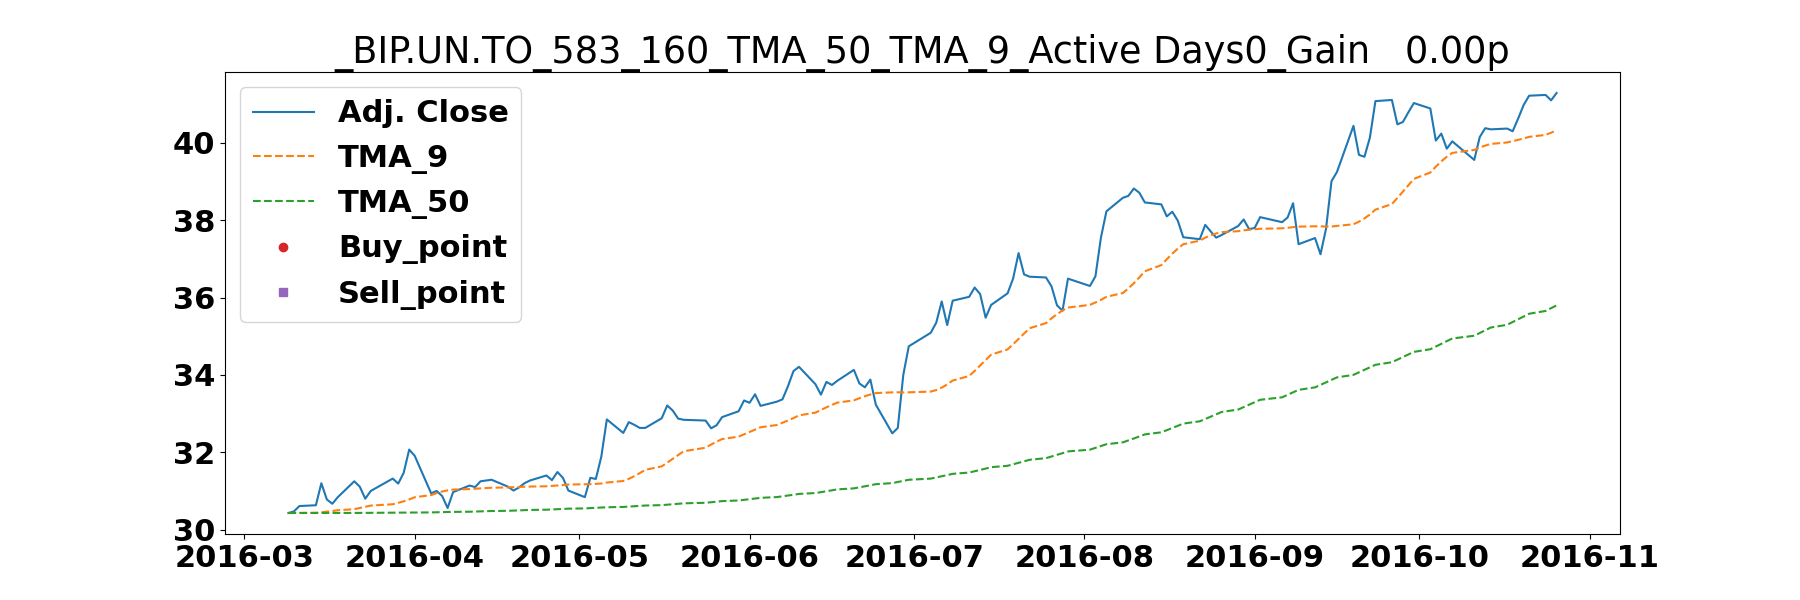 _BIP.UN.TO_583_160_TMA_50_TMA_9_Active Days0_Gain   0.00p
Adj. Close
TMA_9
TMA_50
Buy_point
Sell_point
40
38
36
34
32
30
2016-03 2016-04 2016-05 2016-06 2016-07 2016-08 2016-09 2016-10 2016-11